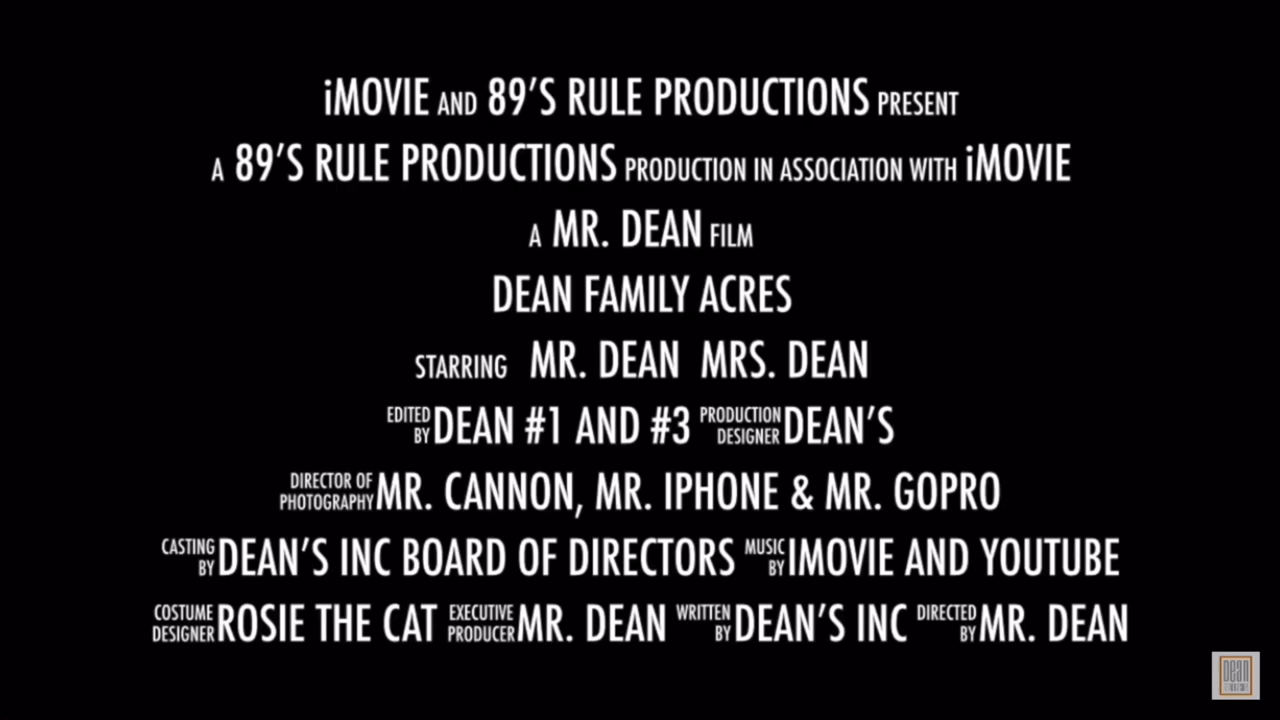 iMOVIE AND 89'S RULE PRODUCTIONS PRESENT
A 89'S RULE PRODUCTIONS PRODUCTION IN ASSOCIATION WITH iMOVIE
A MR. DEAN FILM
DEAN FAMILY ACRES
STARRING MR. DEAN MRS. DEAN
EDITED BY DEAN #1 AND #3 PRODUCTION DESIGNER DEAN'S
DIRECTOR OF PHOTOGRAPHY MR. CANNON, MR. IPHONE & MR. GOPRO
CASTING BY DEAN'S INC BOARD OF DIRECTORS MUSIC BY IMOVIE AND YOUTUBE
COSTUME DESIGNER ROSIE THE CAT EXECUTIVE PRODUCER MR. DEAN WRITTEN BY DEAN'S INC DIRECTED BY MR. DEAN
Dean